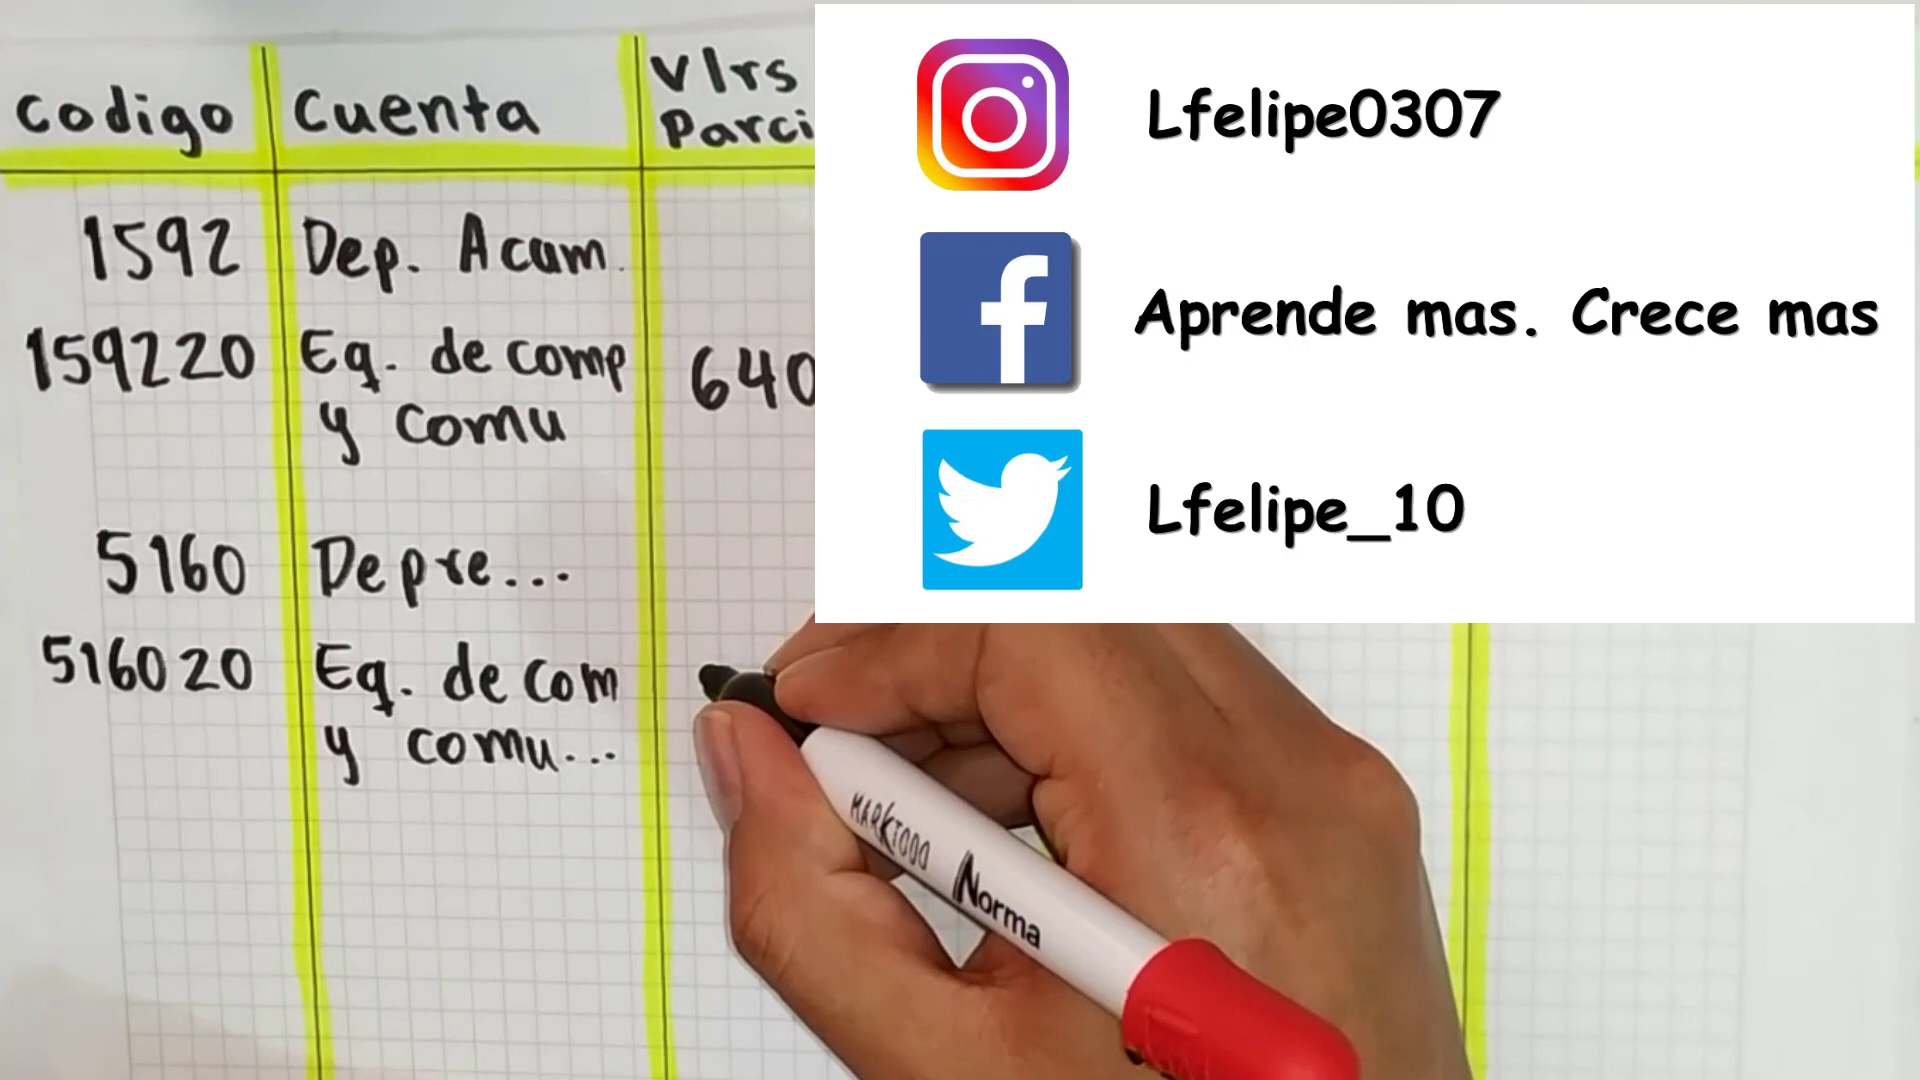 Codigo
Cuenta
Vlrs
Parci
1592
Dep. Acum.
159220
Eq. de comp
y comu
640
5160
Depre...
516020
Eq. de com
y comu...
Lfelipe0307
Aprende mas. Crece mas
Lfelipe_10
MARKTOOO
Norma